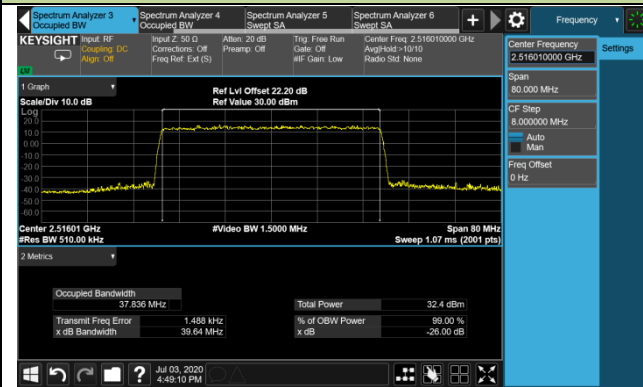 Spectrum Analyzer 3
Occupied BW
Spectrum Analyzer 4
Occupied BW
Spectrum Analyzer 5
Swept SA
Spectrum Analyzer 6
Swept SA
+
Frequency
KEYSIGHT
Input: RF
Coupling: DC
Align: Off
Input Z: 50 Ω
Corrections: Off
Freq Ref: Ext (S)
Atten: 20 dB
Preamp: Off
Trig: Free Run
Gate: Off
#IF Gain: Low
Center Freq: 2.516010000 GHz
Avg|Hold:>10/10
Radio Std: None
LV
Center Frequency
2.516010000 GHz
Settings
Span
80.000 MHz
CF Step
8.000000 MHz
Auto
Man
Freq Offset
0 Hz
1 Graph
Scale/Div 10.0 dB
Ref Lvl Offset 22.20 dB
Ref Value 30.00 dBm
Log
20.0
10.0
0.00
-10.0
-20.0
-30.0
-40.0
-50.0
-60.0
Center 2.51601 GHz
#Res BW 510.00 kHz
#Video BW 1.5000 MHz
Span 80 MHz
Sweep 1.07 ms (2001 pts)
2 Metrics
Occupied Bandwidth
37.836 MHz
Total Power 32.4 dBm
Transmit Freq Error 1.488 kHz
% of OBW Power 99.00 %
x dB Bandwidth 39.64 MHz
x dB -26.00 dB
?
Jul 03, 2020
4:49:10 PM